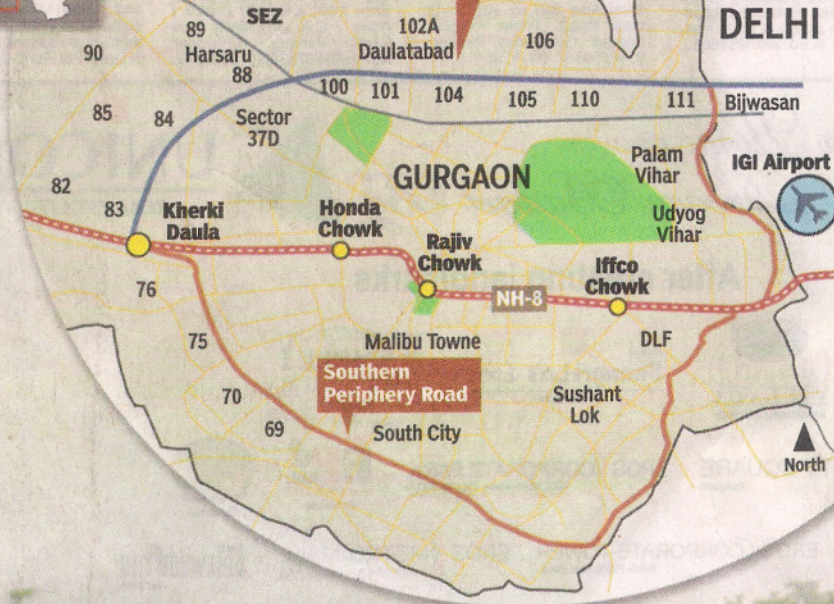 SEZ
DELHI
89
102A
Daulatabad
106
90
Harsaru
88
100
101
104
105
110
111
Bijwasan
85
84
Sector
37D
Palam
Vihar
IGI Airport
GURGAON
82
83
Kherki
Daula
Honda
Chowk
Udyog
Vihar
Rajiv
Chowk
Iffco
Chowk
76
NH-8
75
Malibu Towne
DLF
Southern
Periphery Road
70
Sushant
Lok
69
South City
North